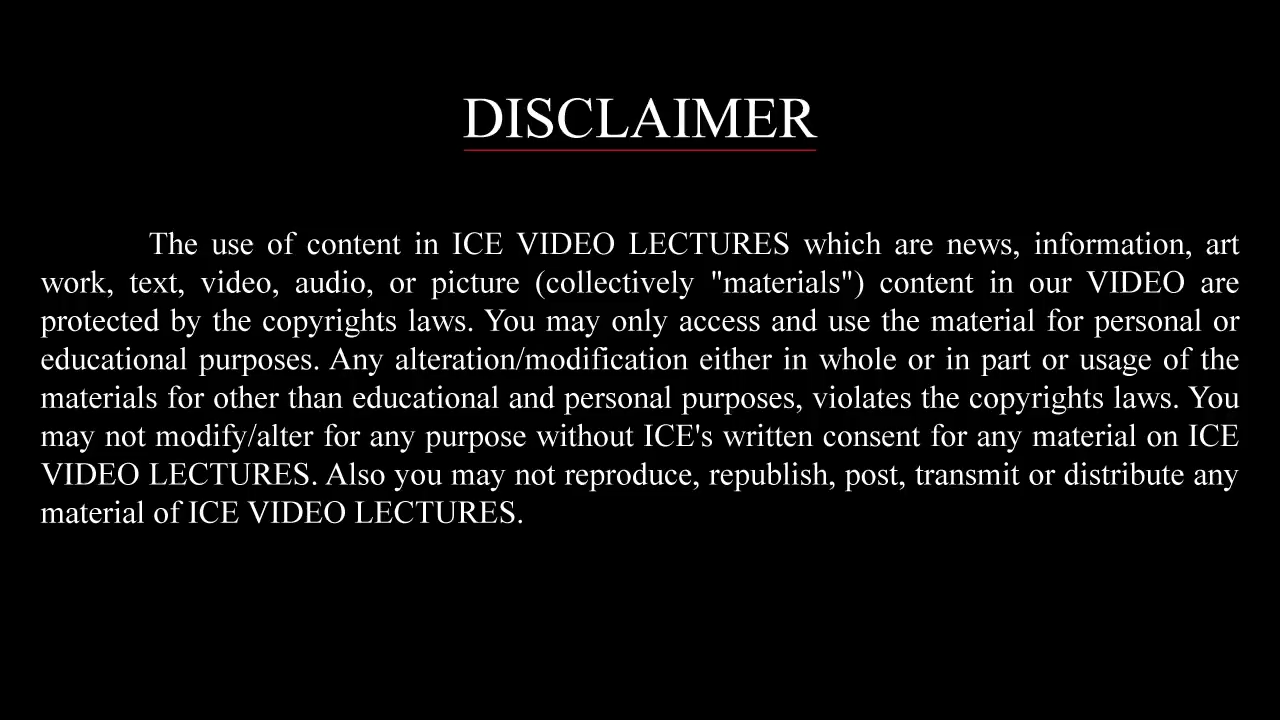 DISCLAIMER
The use of content in ICE VIDEO LECTURES which are news, information, art
work, text, video, audio, or picture (collectively "materials") content in our VIDEO are
protected by the copyrights laws. You may only access and use the material for personal or
educational purposes. Any alteration/modification either in whole or in part or usage of the
materials for other than educational and personal purposes, violates the copyrights laws. You
may not modify/alter for any purpose without ICE's written consent for any material on ICE
VIDEO LECTURES. Also you may not reproduce, republish, post, transmit or distribute any
material of ICE VIDEO LECTURES.